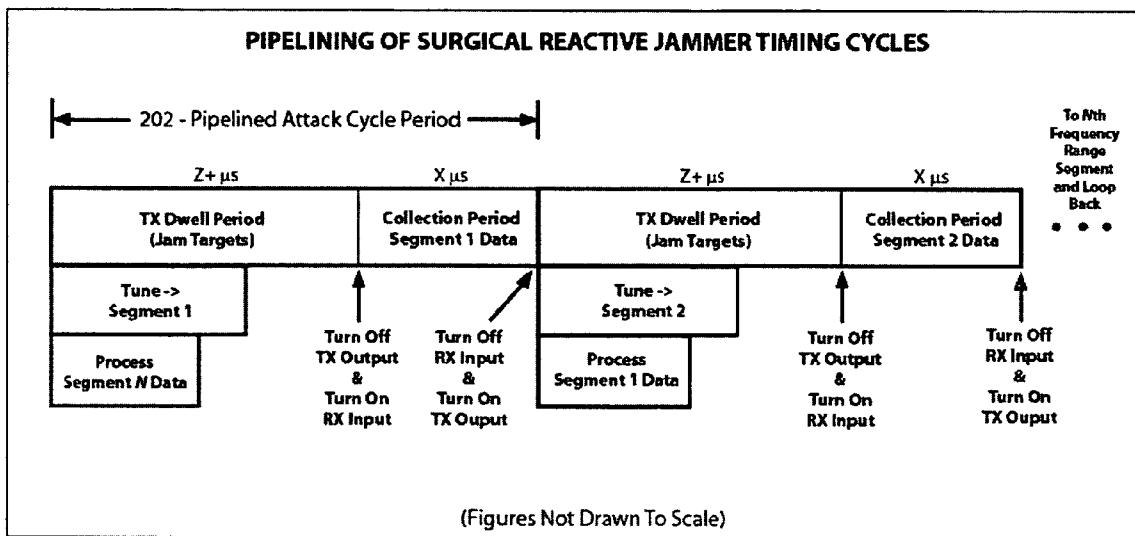 PIPELINING OF SURGICAL REACTIVE JAMMER TIMING CYCLES
202 - Pipelined Attack Cycle Period
To Nth
Frequency
Range
Segment
and Loop
Back
• • •
Z+ μs
X μs
Z+ μs
X μs
TX Dwell Period
(Jam Targets)
Collection Period
Segment 1 Data
TX Dwell Period
(Jam Targets)
Collection Period
Segment 2 Data
Tune ->
Segment 1
Process
Segment N Data
Turn Off
TX Output
&
Turn On
RX Input
Turn Off
RX Input
&
Turn On
TX Ouput
Tune ->
Segment 2
Process
Segment 1 Data
Turn Off
TX Output
&
Turn On
RX Input
Turn Off
RX Input
&
Turn On
TX Ouput
(Figures Not Drawn To Scale)